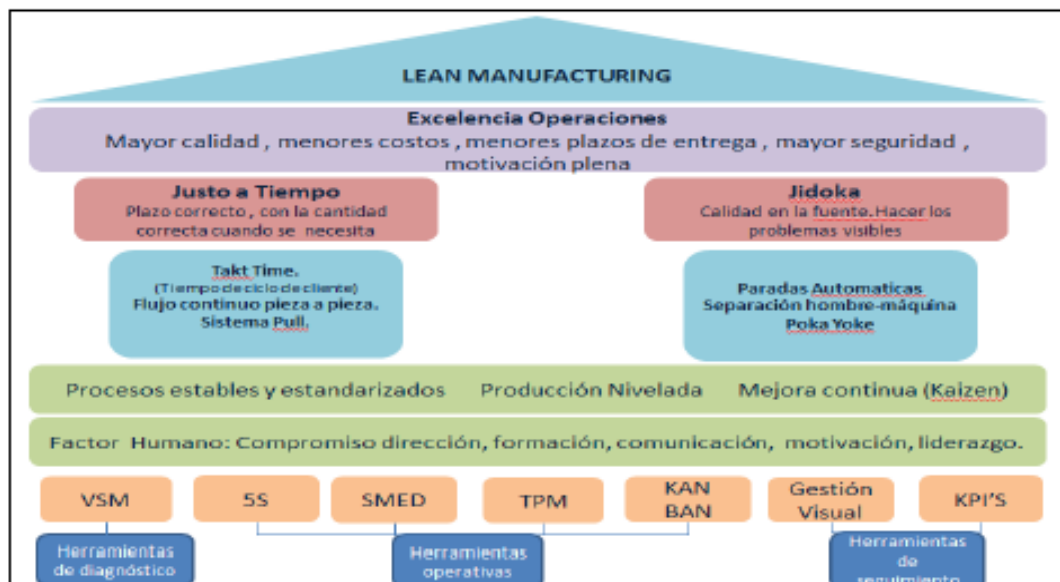 LEAN MANUFACTURING
Excelencia Operaciones
Mayor calidad , menores costos , menores plazos de entrega , mayor seguridad ,
motivación plena
Justo a Tiempo
Plazo correcto , con la cantidad
correcta cuando se necesita
Jidoka
Calidad en la fuente. Hacer los
problemas visibles
Takt Time.
(Tiempo de ciclo de cliente)
Flujo continuo pieza a pieza.
Sistema Pull.
Paradas Automaticas
Separación hombre-máquina
Poka Yoke
Procesos estables y estandarizados Producción Nivelada Mejora continua (Kaizen)
Factor Humano: Compromiso dirección, formación, comunicación, motivación, liderazgo.
VSM
5S
SMED
TPM
KAN
BAN
Gestión
Visual
KPI'S
Herramientas
de diagnóstico
Herramientas
operativas
Herramientas
de
seguimiento